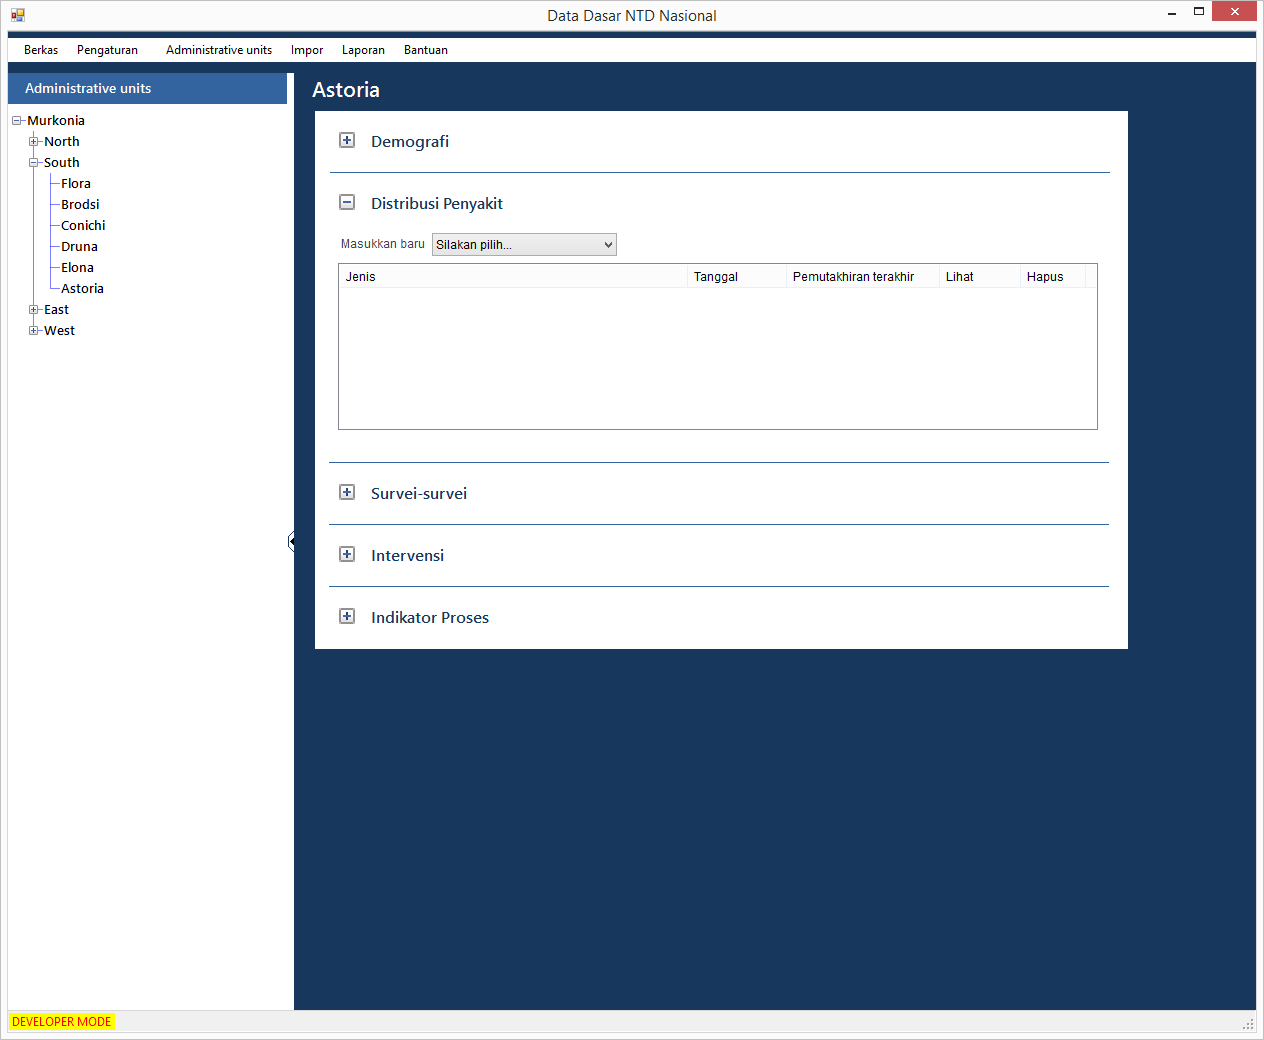 Data Dasar NTD Nasional
Berkas Pengaturan Administrative units Impor Laporan Bantuan
Administrative units
Murkonia
North
South
Flora
Brodsi
Conichi
Druna
Elona
Astoria
East
West
Astoria
Demografi
Distribusi Penyakit
Masukkan baru Silakan pilih...
Jenis Tanggal Pemutakhiran terakhir Lihat Hapus
Survei-survei
Intervensi
Indikator Proses
DEVELOPER MODE